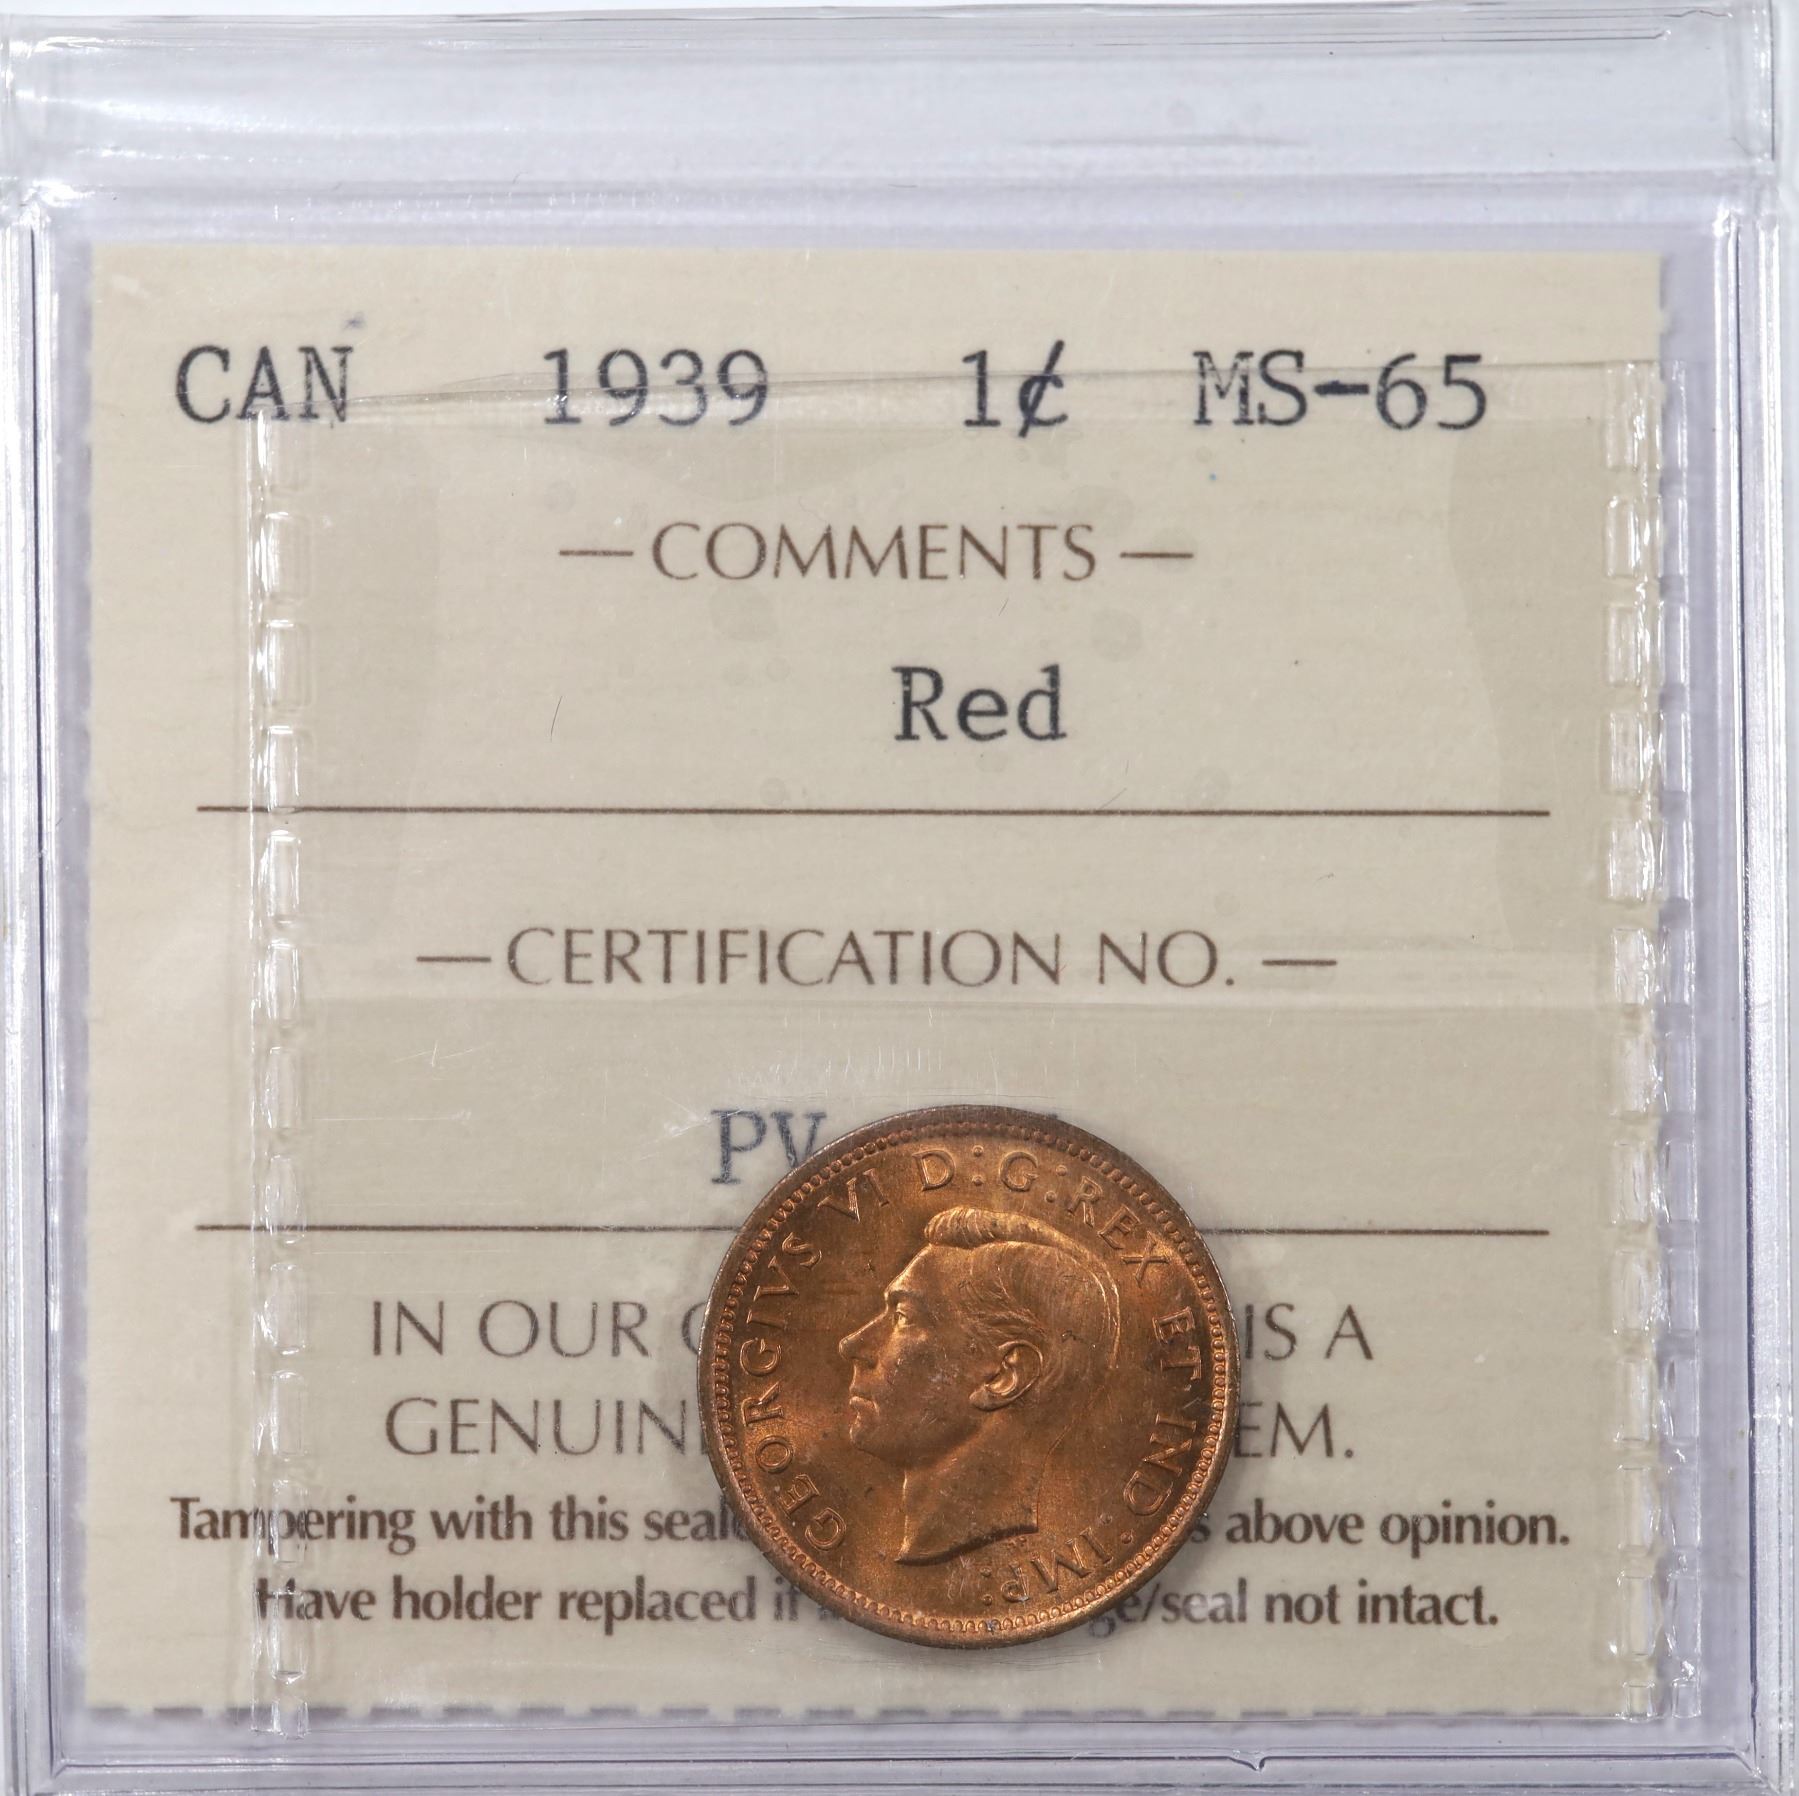 CAN 1939 1¢ MS-65
— COMMENTS —
Red
— CERTIFICATION NO. —
PV
IN OUR IS A
GENUIN EM.
Tampering with this seal above opinion.
Have holder replaced if /seal not intact.
GEORGIVS VI D:G:REX ET IND:IMP: